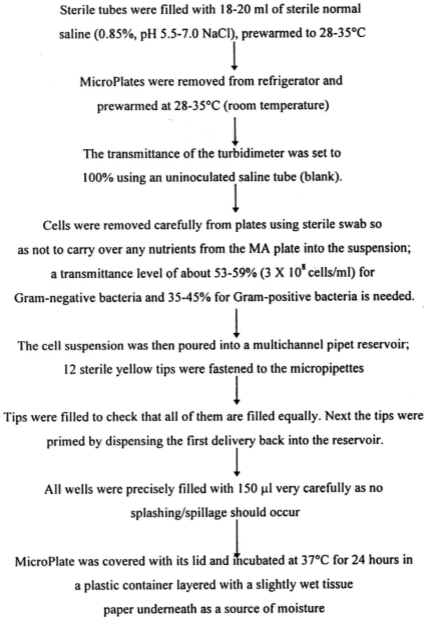 Sterile tubes were filled with 18-20 ml of sterile normal
saline (0.85%, pH 5.5-7.0 NaCl), prewarmed to 28-35°C
MicroPlates were removed from refrigerator and
prewarmed at 28-35°C (room temperature)
The transmittance of the turbidimeter was set to
100% using an uninoculated saline tube (blank).
Cells were removed carefully from plates using sterile swab so
as not to carry over any nutrients from the MA plate into the suspension;
a transmittance level of about 53-59% (3 X 10⁸ cells/ml) for
Gram-negative bacteria and 35-45% for Gram-positive bacteria is needed.
The cell suspension was then poured into a multichannel pipet reservoir;
12 sterile yellow tips were fastened to the micropipettes
Tips were filled to check that all of them are filled equally. Next the tips were
primed by dispensing the first delivery back into the reservoir.
All wells were precisely filled with 150 µl very carefully as no
splashing/spillage should occur
MicroPlate was covered with its lid and incubated at 37°C for 24 hours in
a plastic container layered with a slightly wet tissue
paper underneath as a source of moisture